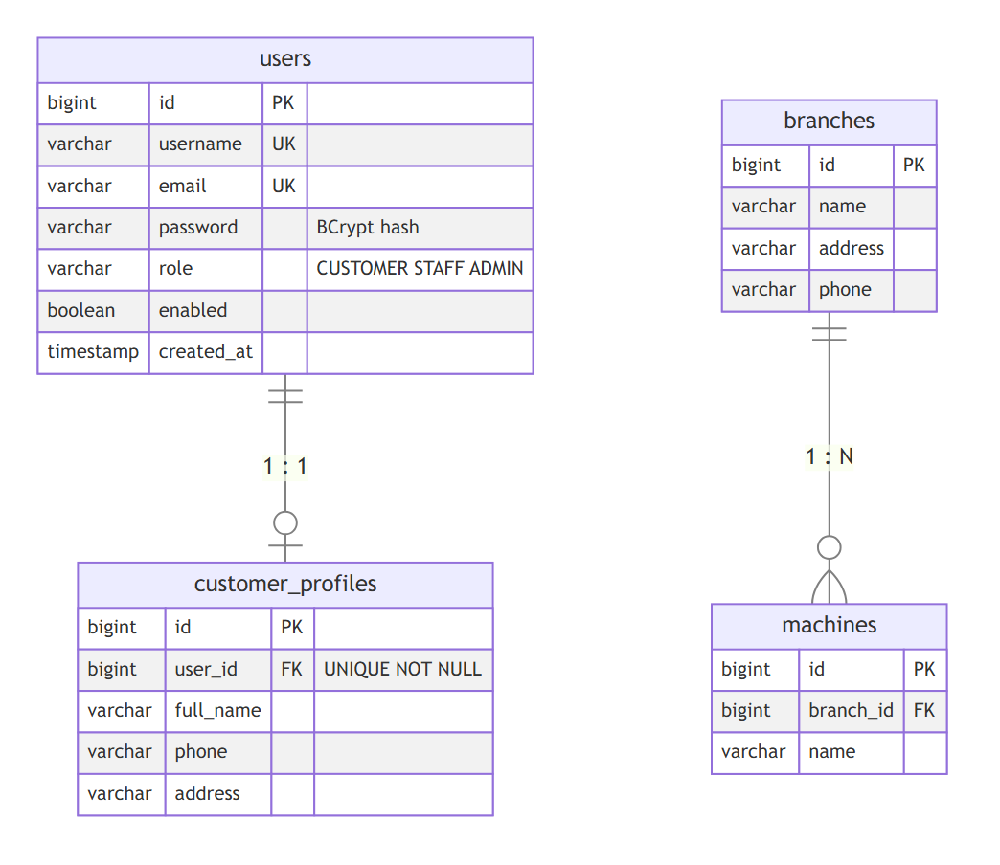 users
bigint id PK
varchar username UK
varchar email UK
varchar password BCrypt hash
varchar role CUSTOMER STAFF ADMIN
boolean enabled
timestamp created_at
1 : 1
customer_profiles
bigint id PK
bigint user_id FK UNIQUE NOT NULL
varchar full_name
varchar phone
varchar address
branches
bigint id PK
varchar name
varchar address
varchar phone
1 : N
machines
bigint id PK
bigint branch_id FK
varchar name